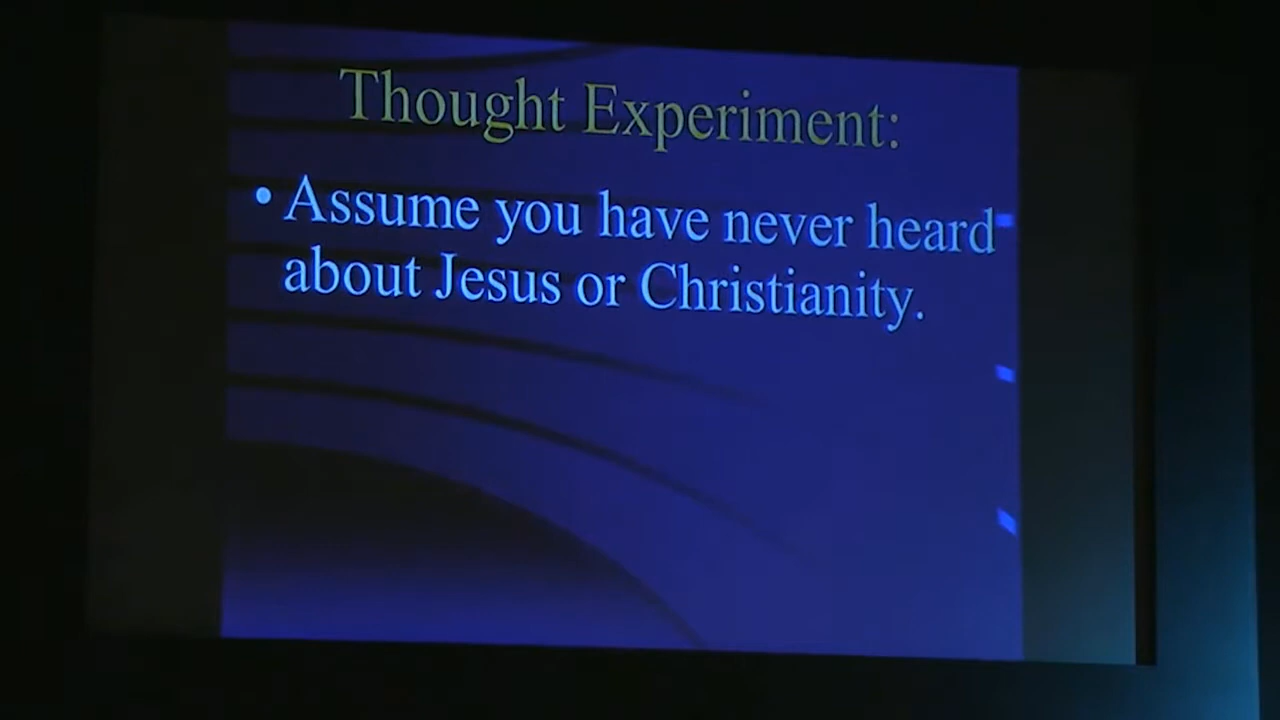 Thought Experiment:
• Assume you have never heard
about Jesus or Christianity.